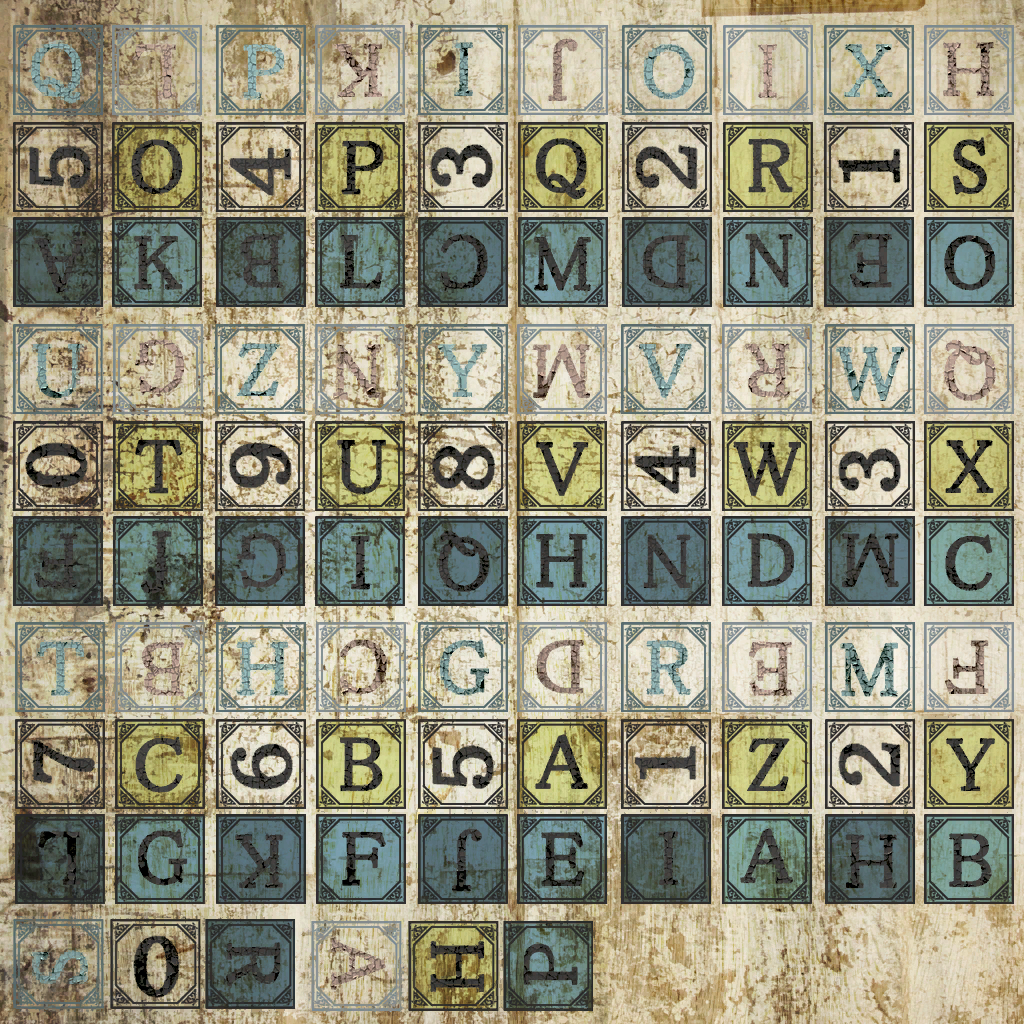 Q L P K I J O I X H
5 O 4 P 3 Q 2 R 1 S
A K B L C M D N E O
U G Z N Y M V R W Q
0 T 9 U 8 V 4 W 3 X
F J G I Q H N D M C
T B H C G D R E M F
7 C 6 B 5 A 1 Z 2 Y
L G K F J E I A H B
S 0 R A H P